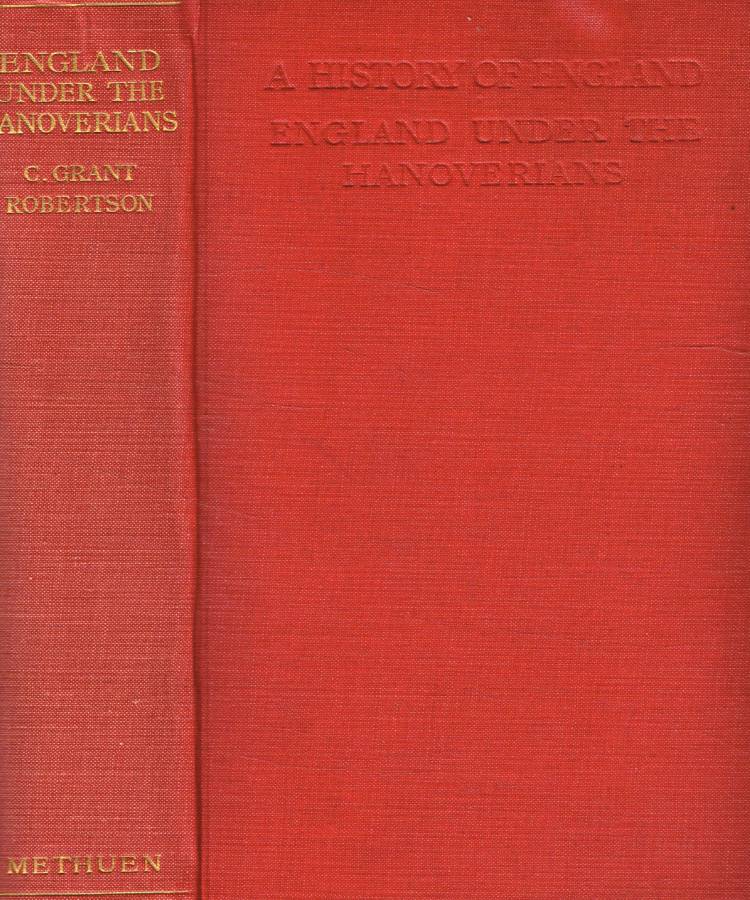 ENGLAND
UNDER THE
HANOVERIANS
C. GRANT
ROBERTSON
METHUEN
A HISTORY OF ENGLAND
ENGLAND UNDER THE
HANOVERIANS